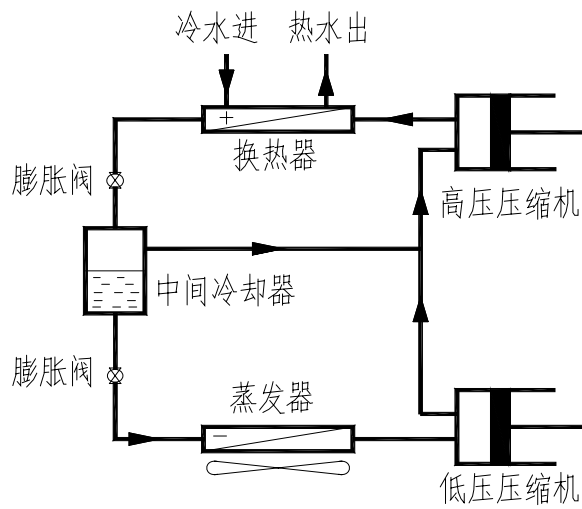 冷水进 热水出
换热器
膨胀阀
高压压缩机
中间冷却器
膨胀阀
蒸发器
低压压缩机